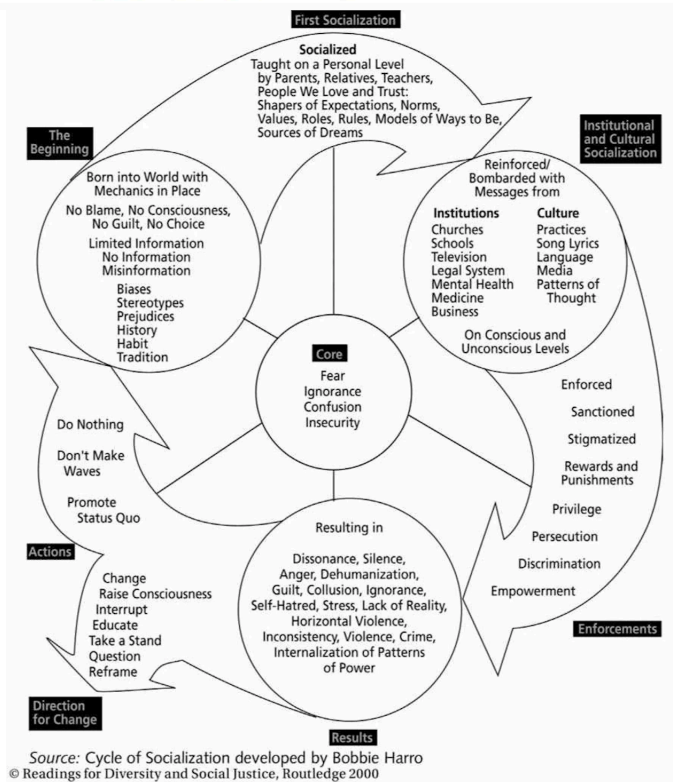 First Socialization
Socialized
Taught on a Personal Level
by Parents, Relatives, Teachers,
People We Love and Trust:
Shapers of Expectations, Norms,
Values, Roles, Rules, Models of Ways to Be,
Sources of Dreams
The
Beginning
Born into World with
Mechanics in Place
No Blame, No Consciousness,
No Guilt, No Choice
Limited Information
No Information
Misinformation
Biases
Stereotypes
Prejudices
History
Habit
Tradition
Institutional
and Cultural
Socialization
Reinforced/
Bombarded with
Messages from
Institutions
Churches
Schools
Television
Legal System
Mental Health
Medicine
Business
Culture
Practices
Song Lyrics
Language
Media
Patterns of
Thought
On Conscious and
Unconscious Levels
Core
Fear
Ignorance
Confusion
Insecurity
Enforced
Sanctioned
Stigmatized
Rewards and
Punishments
Privilege
Persecution
Discrimination
Empowerment
Enforcements
Resulting in
Dissonance, Silence,
Anger, Dehumanization,
Guilt, Collusion, Ignorance,
Self-Hatred, Stress, Lack of Reality,
Horizontal Violence,
Inconsistency, Violence, Crime,
Internalization of Patterns
of Power
Results
Do Nothing
Don't Make
Waves
Promote
Status Quo
Actions
Change
Raise Consciousness
Interrupt
Educate
Take a Stand
Question
Reframe
Direction
for Change
Source: Cycle of Socialization developed by Bobbie Harro
© Readings for Diversity and Social Justice, Routledge 2000